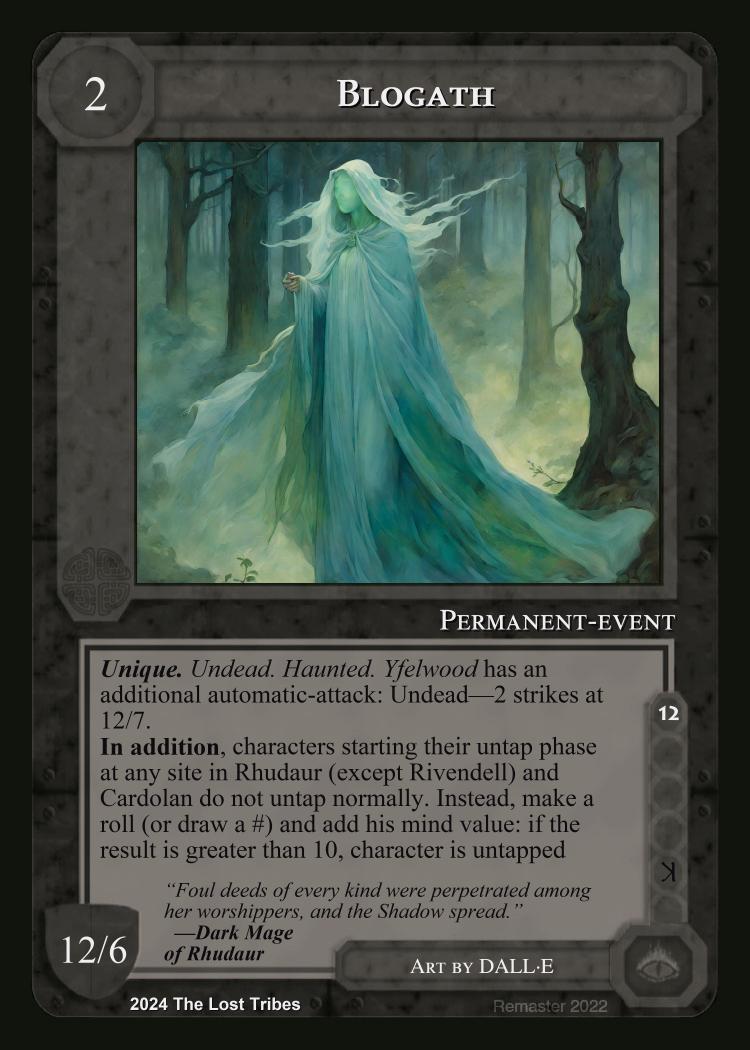 2
Blogath
Permanent-event
Unique. Undead. Haunted. Yfelwood has an
additional automatic-attack: Undead—2 strikes at
12/7.
In addition, characters starting their untap phase
at any site in Rhudaur (except Rivendell) and
Cardolan do not untap normally. Instead, make a
roll (or draw a #) and add his mind value: if the
result is greater than 10, character is untapped
12
“Foul deeds of every kind were perpetrated among
her worshippers, and the Shadow spread.”
—Dark Mage
of Rhudaur
12/6
Art by DALL·E
2024 The Lost Tribes
Remaster 2022